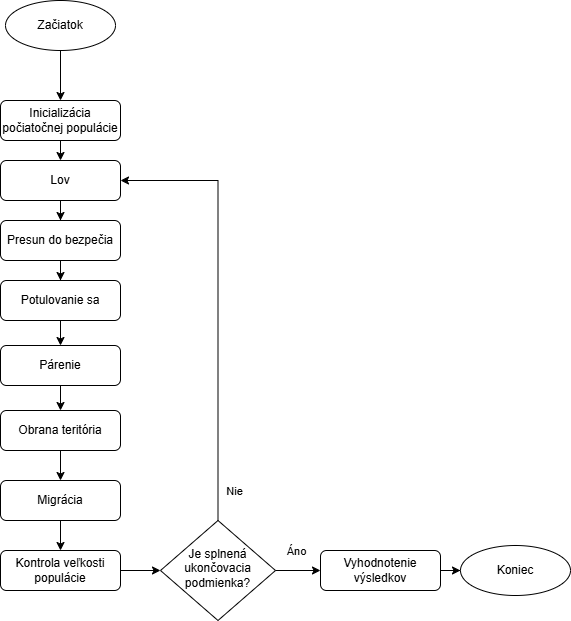 Začiatok
Inicializácia
počiatočnej populácie
Lov
Presun do bezpečia
Potulovanie sa
Párenie
Obrana teritória
Migrácia
Nie
Kontrola veľkosti
populácie
Je splnená
ukončovacia
podmienka?
Áno
Vyhodnotenie
výsledkov
Koniec